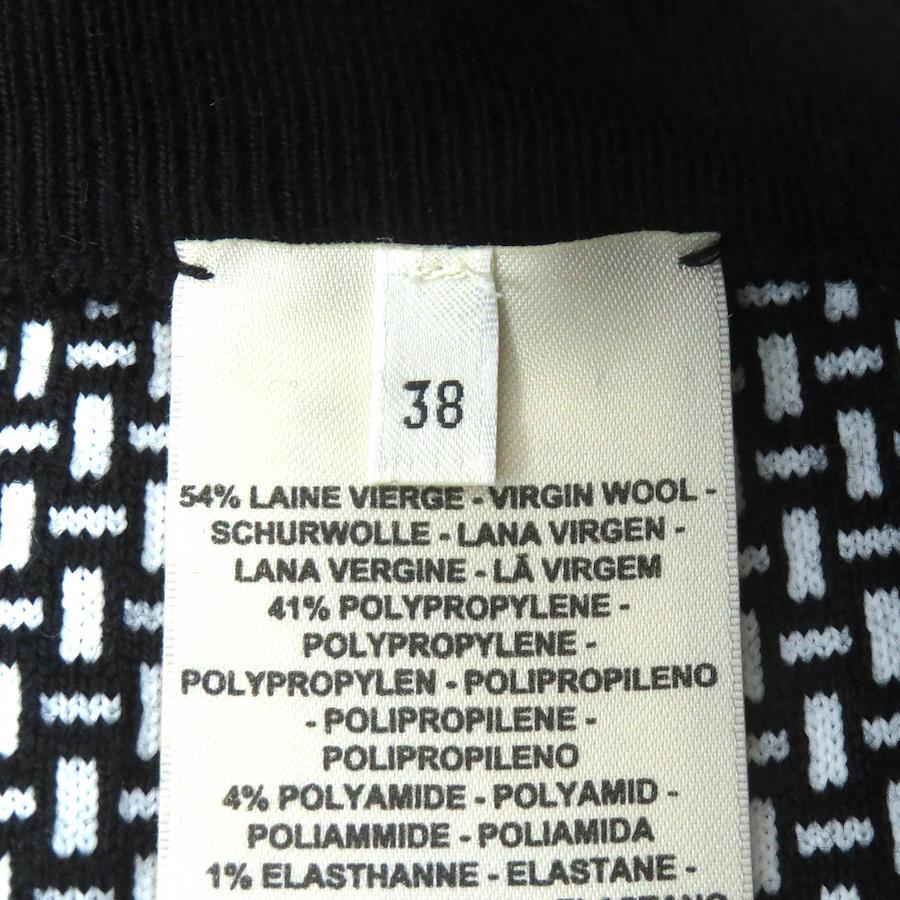 38
54% LAINE VIERGE - VIRGIN WOOL -
SCHURWOLLE - LANA VIRGEN -
LANA VERGINE - LÃ VIRGEM
41% POLYPROPYLENE -
POLYPROPYLENE -
POLYPROPYLEN - POLIPROPILENO
- POLIPROPILENE -
POLIPROPILENO
4% POLYAMIDE - POLYAMID -
POLIAMMIDE - POLIAMIDA
1% ELASTHANNE - ELASTANE -